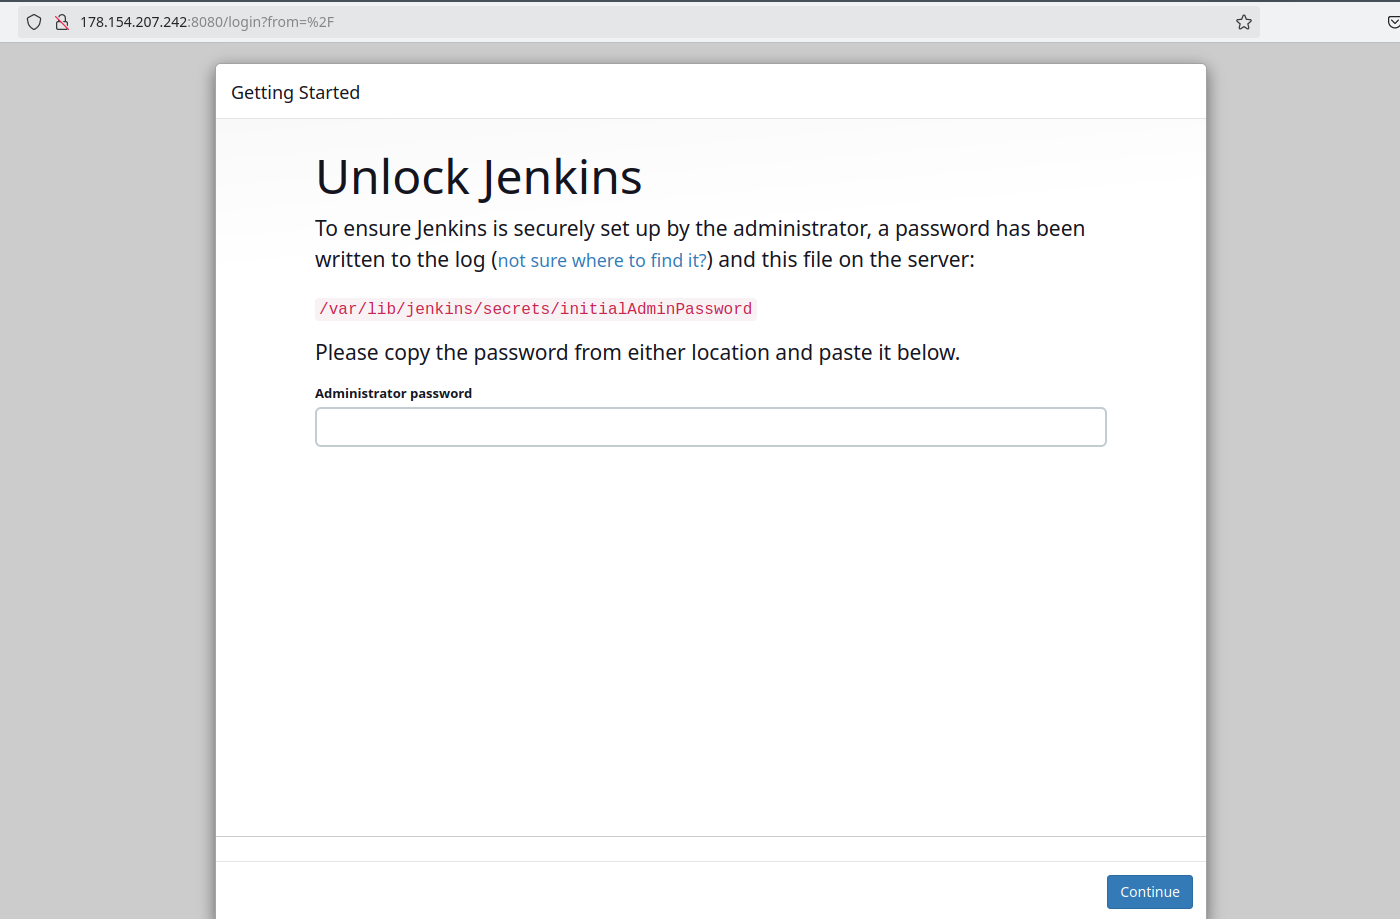 178.154.207.242:8080/login?from=%2F
Getting Started
Unlock Jenkins
To ensure Jenkins is securely set up by the administrator, a password has been
written to the log (not sure where to find it?) and this file on the server:
/var/lib/jenkins/secrets/initialAdminPassword
Please copy the password from either location and paste it below.
Administrator password
Continue